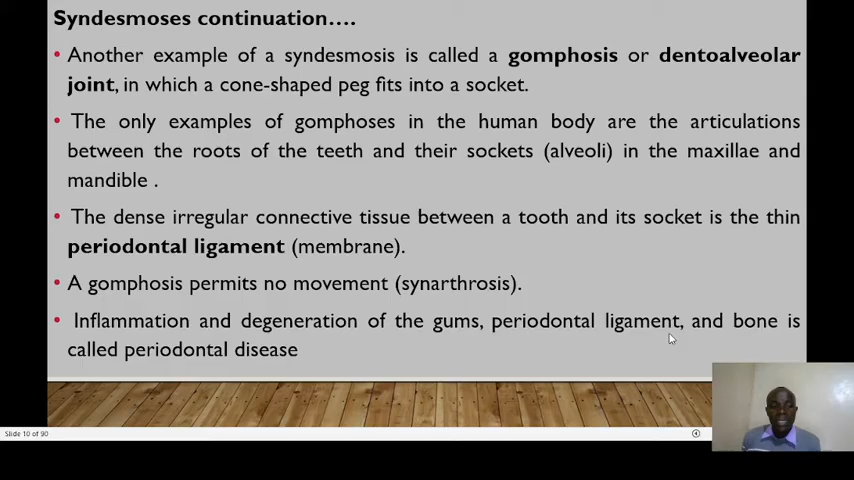 Syndesmoses continuation….
• Another example of a syndesmosis is called a gomphosis or dentoalveolar
joint, in which a cone-shaped peg fits into a socket.
• The only examples of gomphoses in the human body are the articulations
between the roots of the teeth and their sockets (alveoli) in the maxillae and
mandible .
• The dense irregular connective tissue between a tooth and its socket is the thin
periodontal ligament (membrane).
• A gomphosis permits no movement (synarthrosis).
• Inflammation and degeneration of the gums, periodontal ligament, and bone is
called periodontal disease
Slide 10 of 90